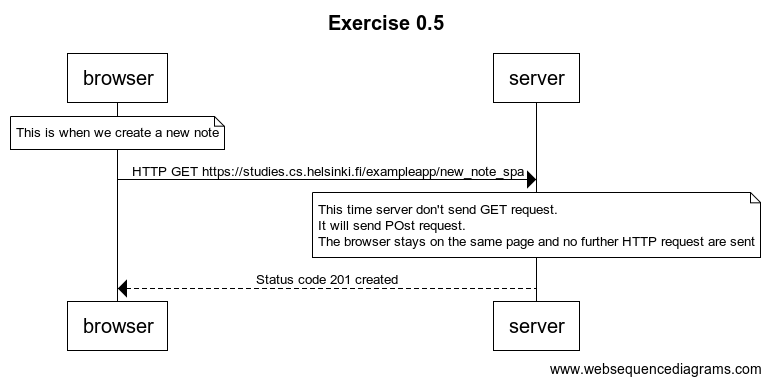 Exercise 0.5
browser
server
This is when we create a new note
HTTP GET https://studies.cs.helsinki.fi/exampleapp/new_note_spa
This time server don't send GET request.
It will send POst request.
The browser stays on the same page and no further HTTP request are sent
Status code 201 created
browser
server
www.websequencediagrams.com